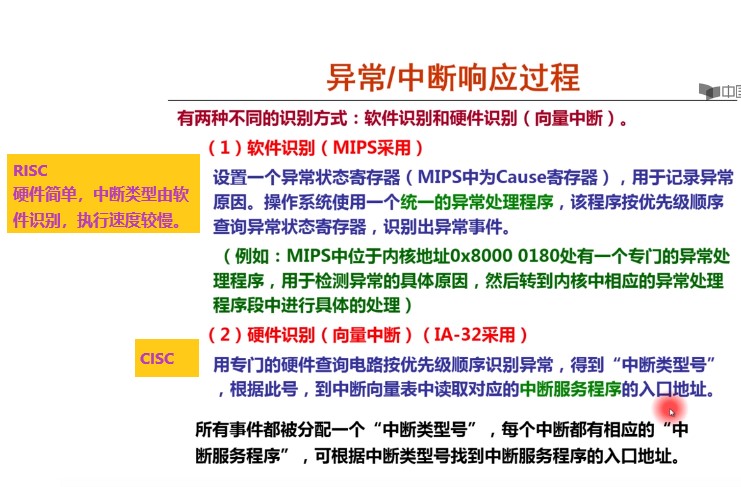 异常/中断响应过程
中国
有两种不同的识别方式：软件识别和硬件识别（向量中断）。
（1）软件识别（MIPS采用）
RISC
硬件简单，中断类型由软
件识别，执行速度较慢。
设置一个异常状态寄存器（MIPS中为Cause寄存器），用于记录异常
原因。操作系统使用一个统一的异常处理程序，该程序按优先级顺序
查询异常状态寄存器，识别出异常事件。
（例如：MIPS中位于内核地址0x8000 0180处有一个专门的异常处
理程序，用于检测异常的具体原因，然后转到内核中相应的异常处理
程序段中进行具体的处理）
（2）硬件识别（向量中断）（IA-32采用）
CISC
用专门的硬件查询电路按优先级顺序识别异常，得到“中断类型号”
，根据此号，到中断向量表中读取对应的中断服务程序的入口地址。
所有事件都被分配一个“中断类型号”，每个中断都有相应的“中
断服务程序”，可根据中断类型号找到中断服务程序的入口地址。